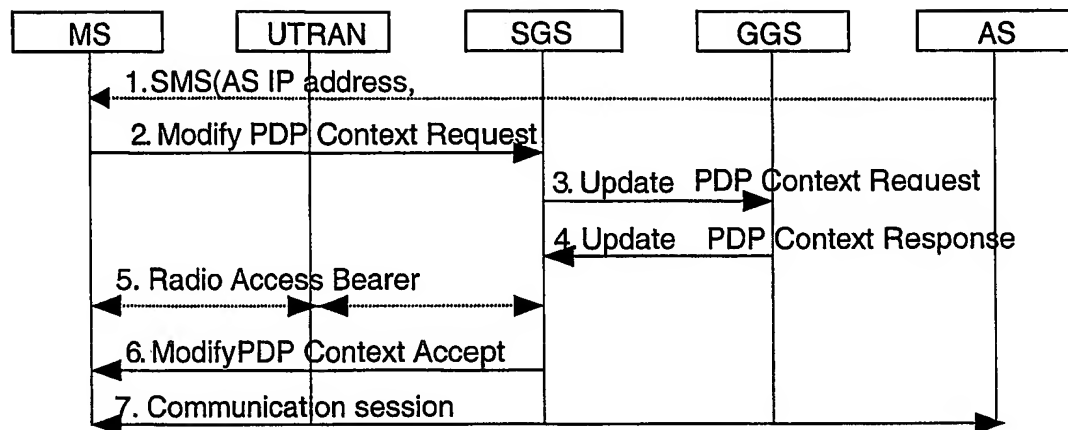 MS UTRAN SGS GGS AS
1.SMS(AS IP address,
2. Modify PDP Context Request
3. Update PDP Context Request
4. Update PDP Context Response
5. Radio Access Bearer
6. ModifyPDP Context Accept
7. Communication session